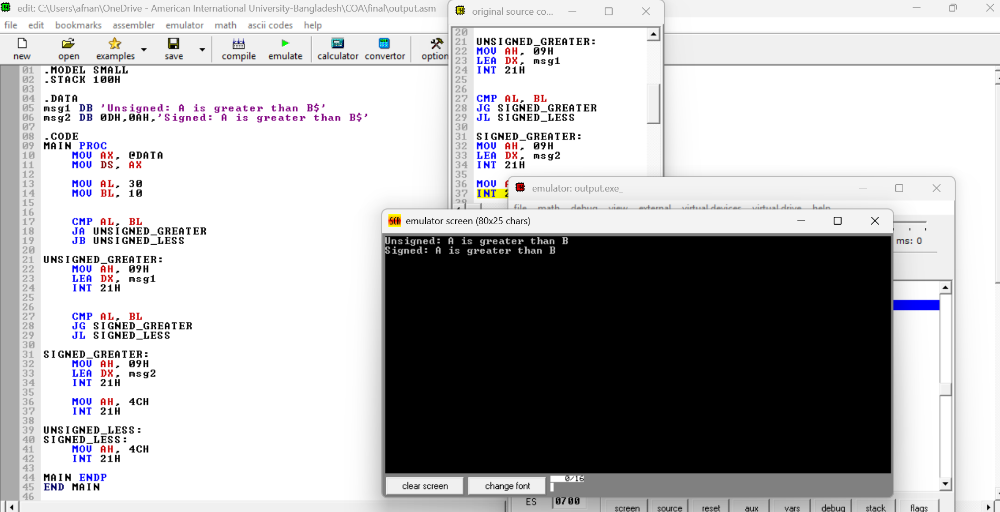 edit: C:\Users\afnan\OneDrive - American International University-Bangladesh\COA\final\output.asm
file edit bookmarks assembler emulator math ascii codes help
new open examples save compile emulate calculator convertor option
01 .MODEL SMALL
02 .STACK 100H
03
04 .DATA
05 msg1 DB 'Unsigned: A is greater than B$'
06 msg2 DB 0DH,0AH,'Signed: A is greater than B$'
07
08 .CODE
09 MAIN PROC
10 MOV AX, @DATA
11 MOV DS, AX
12
13 MOV AL, 30
14 MOV BL, 10
15
16
17 CMP AL, BL
18 JA UNSIGNED_GREATER
19 JB UNSIGNED_LESS
20
21 UNSIGNED_GREATER:
22 MOV AH, 09H
23 LEA DX, msg1
24 INT 21H
25
26
27 CMP AL, BL
28 JG SIGNED_GREATER
29 JL SIGNED_LESS
30
31 SIGNED_GREATER:
32 MOV AH, 09H
33 LEA DX, msg2
34 INT 21H
35
36 MOV AH, 4CH
37 INT 21H
38
39 UNSIGNED_LESS:
40 SIGNED_LESS:
41 MOV AH, 4CH
42 INT 21H
43
44 MAIN ENDP
45 END MAIN
46
original source co...
20
21 UNSIGNED_GREATER:
22 MOV AH, 09H
23 LEA DX, msg1
24 INT 21H
25
26
27 CMP AL, BL
28 JG SIGNED_GREATER
29 JL SIGNED_LESS
30
31 SIGNED_GREATER:
32 MOV AH, 09H
33 LEA DX, msg2
34 INT 21H
35
36 MOV
37 INT 2
emulator: output.exe_
file math debug view external virtual devices virtual drive help
ms: 0
SCR emulator screen (80x25 chars)
Unsigned: A is greater than B
Signed: A is greater than B
clear screen change font 0/16
ES 0700
screen source reset aux vars debug stack flags